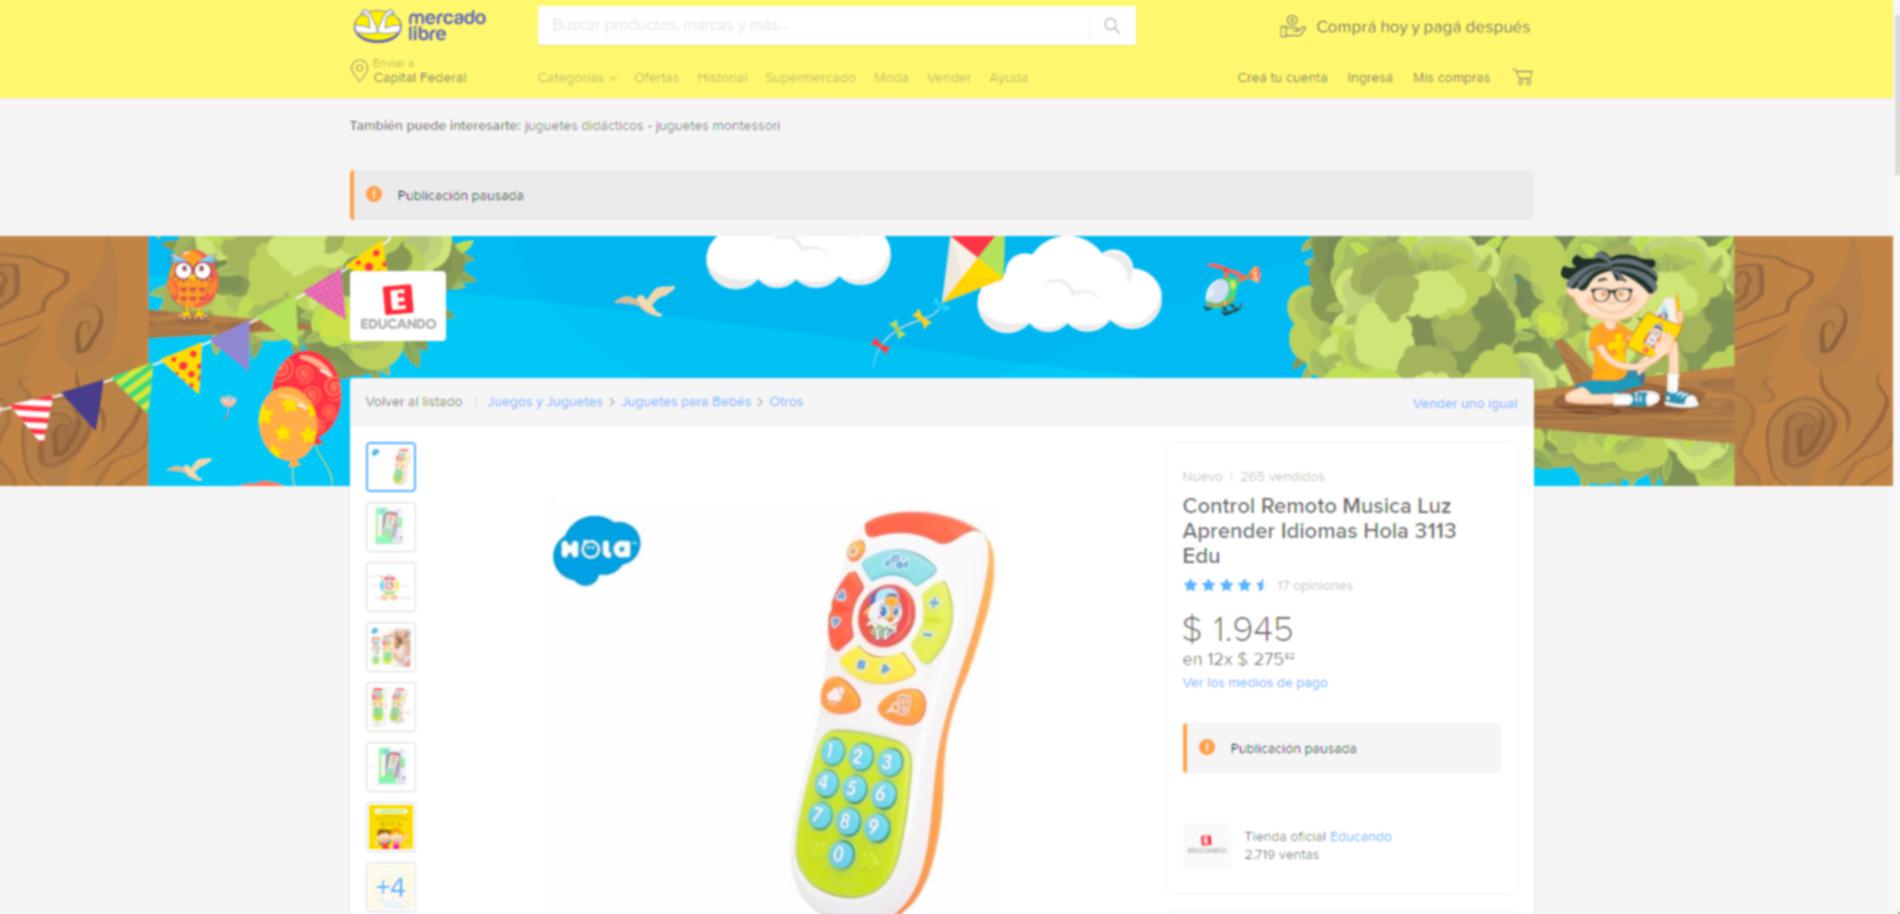 mercado
libre
Buscar productos, marcas y más...
Comprá hoy y pagá después
Enviar a
Capital Federal
Categorías Ofertas Historial Supermercado Moda Vender Ayuda
Creá tu cuenta Ingresá Mis compras
También puede interesarte: juguetes didácticos - juguetes montessori
Publicación pausada
E
EDUCANDO
Volver al listado | Juegos y Juguetes > Juguetes para Bebés > Otros
Vender uno igual
HOLa
Nuevo | 265 vendidos
Control Remoto Musica Luz
Aprender Idiomas Hola 3113
Edu
17 opiniones
$ 1.945
en 12x $ 275⁸²
Ver los medios de pago
Publicación pausada
E
EDUCANDO
Tienda oficial Educando
2.719 ventas
1 2 3
4 5 6
7 8 9
0
+4